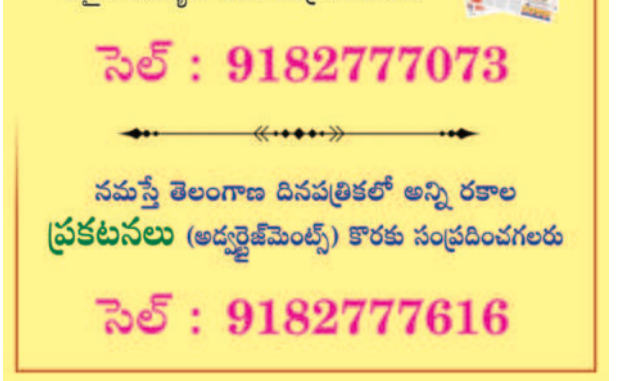 సెల్ : 9182777073
నమస్తే తెలంగాణ దినపత్రికలో అన్ని రకాల
ప్రకటనలు (అడ్వర్టైజ్‌మెంట్స్) కొరకు సంప్రదించగలరు
సెల్ : 9182777616